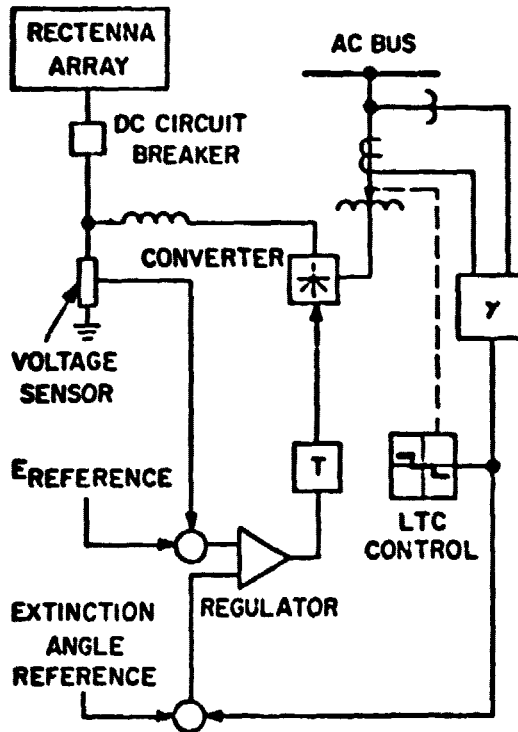 RECTENNA
ARRAY
AC BUS
DC CIRCUIT
BREAKER
CONVERTER
γ
VOLTAGE
SENSOR
T
EREFERENCE
LTC
CONTROL
REGULATOR
EXTINCTION
ANGLE
REFERENCE